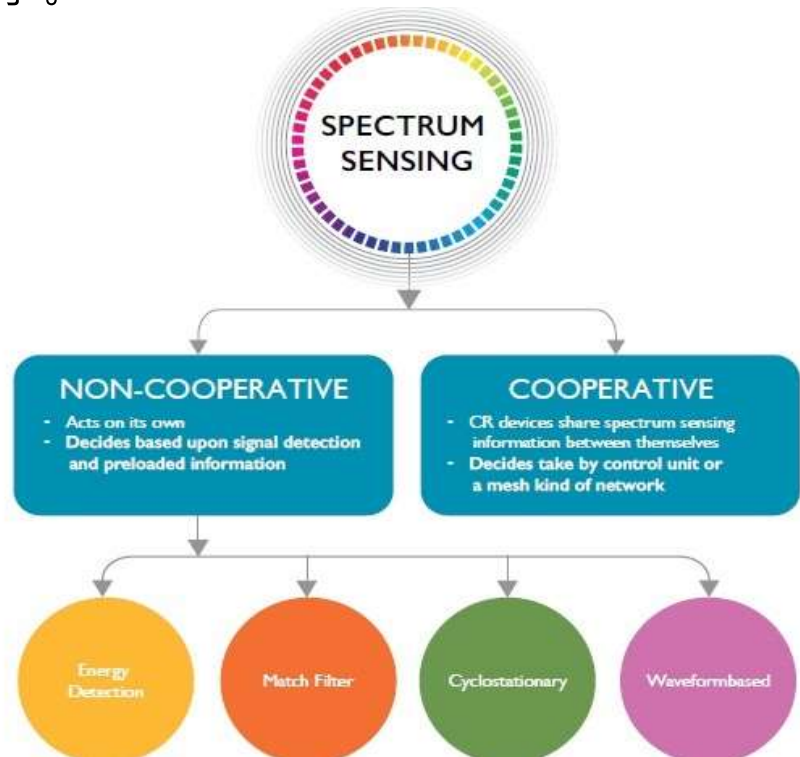 SPECTRUM
SENSING
NON-COOPERATIVE
- Acts on its own
- Decides based upon signal detection
and preloaded information
COOPERATIVE
- CR devices share spectrum sensing
information between themselves
- Decides take by control unit or
a mesh kind of network
Energy
Detection
Match Filter
Cyclostationary
Waveformbased